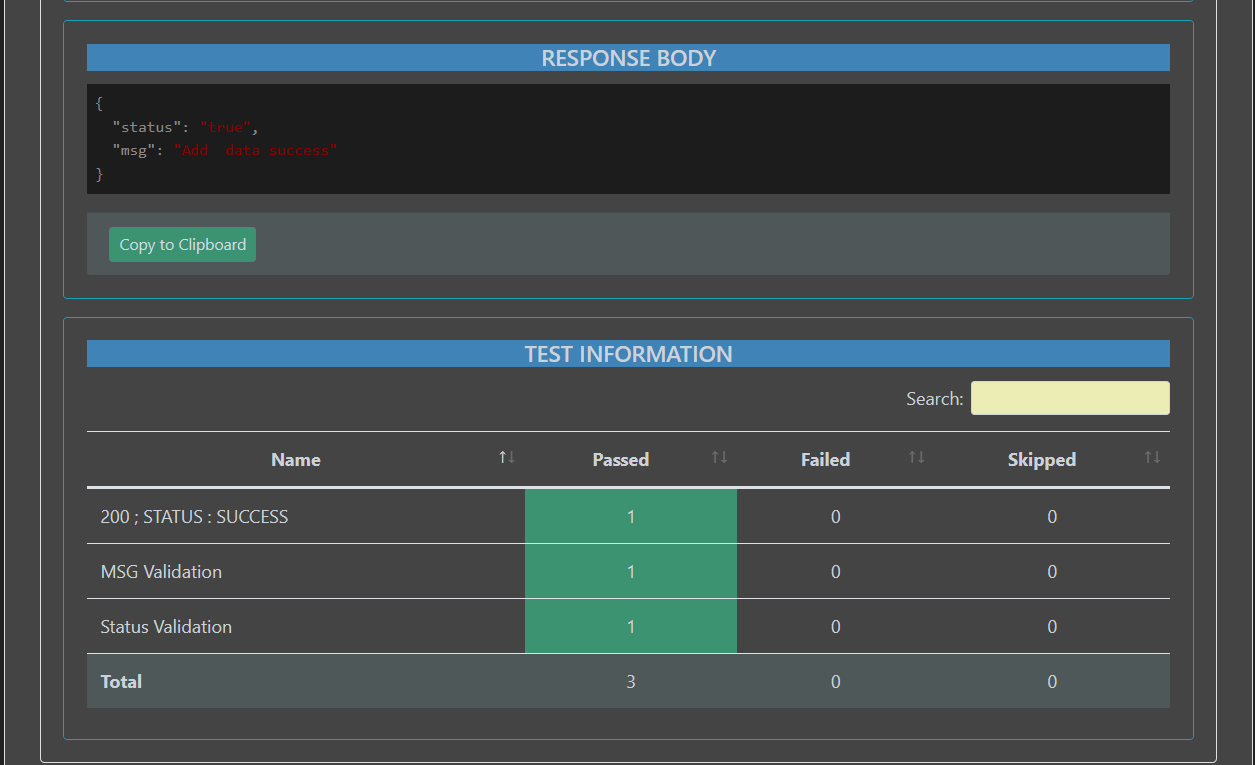 RESPONSE BODY
{
  "status": "true",
  "msg": "Add  data success"
}
Copy to Clipboard
TEST INFORMATION
Search:
Name ↑↓ Passed ↑↓ Failed ↑↓ Skipped ↑↓
200 ; STATUS : SUCCESS 1 0 0
MSG Validation 1 0 0
Status Validation 1 0 0
Total 3 0 0